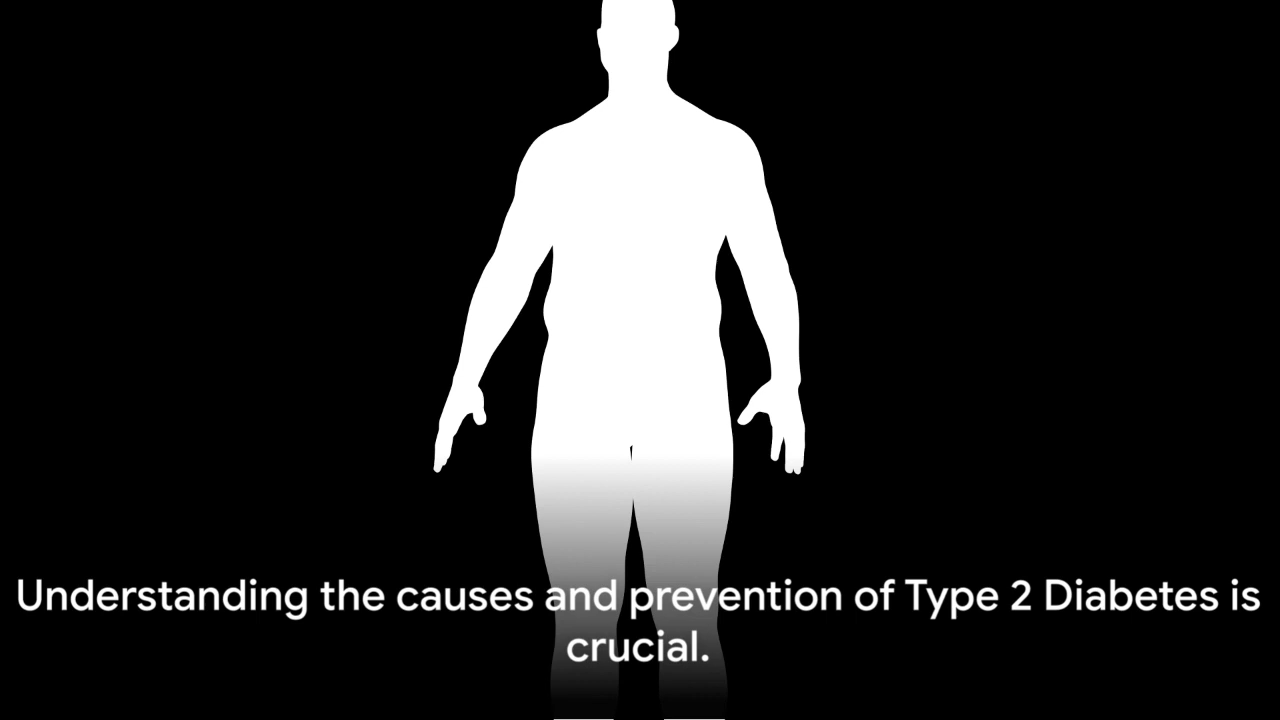 Understanding the causes and prevention of Type 2 Diabetes is
crucial.